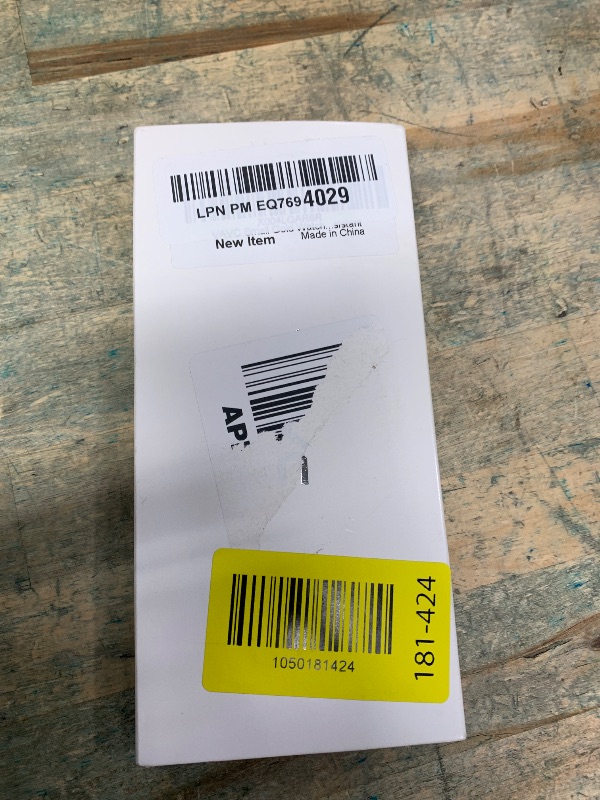 LPN PM EQ7694029
New Item
Made in China
AP
181-424
1050181424